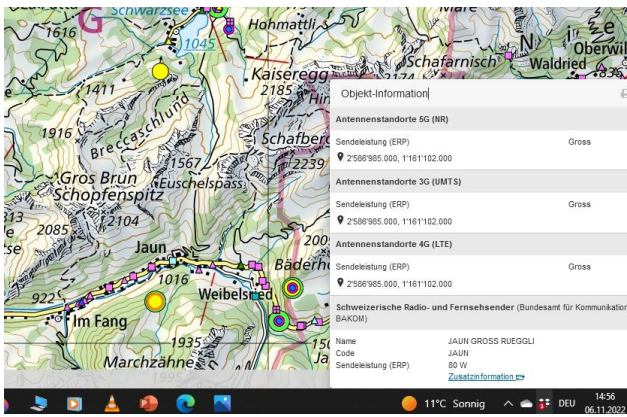 Schwarzsee
1616
G
1045
Hohmattli
Schafarnisch
N i e
Oberwil
Waldried
835
Kaiseregg
2185
2174
1411
Breccaschlund
1916
Schafberg
2239
1567
Gros Brun
Schopfenspitz
Euschelspass
2104
2085
Jaun
1016
Weibelsried
922
Im Fang
1935
Marchzähne
Objekt-Information
Antennenstandorte 5G (NR)
Sendeleistung (ERP) Gross
2'586'985.000, 1'161'102.000
Antennenstandorte 3G (UMTS)
Sendeleistung (ERP) Gross
2'586'985.000, 1'161'102.000
Antennenstandorte 4G (LTE)
Sendeleistung (ERP) Gross
2'586'985.000, 1'161'102.000
Schweizerische Radio- und Fernsehsender (Bundesamt für Kommunikation
BAKOM)
Name JAUN GROSS RUEGGLI
Code JAUN
Sendeleistung (ERP) 80 W
Zusatzinformation
11°C Sonnig DEU 14:56
06.11.2022